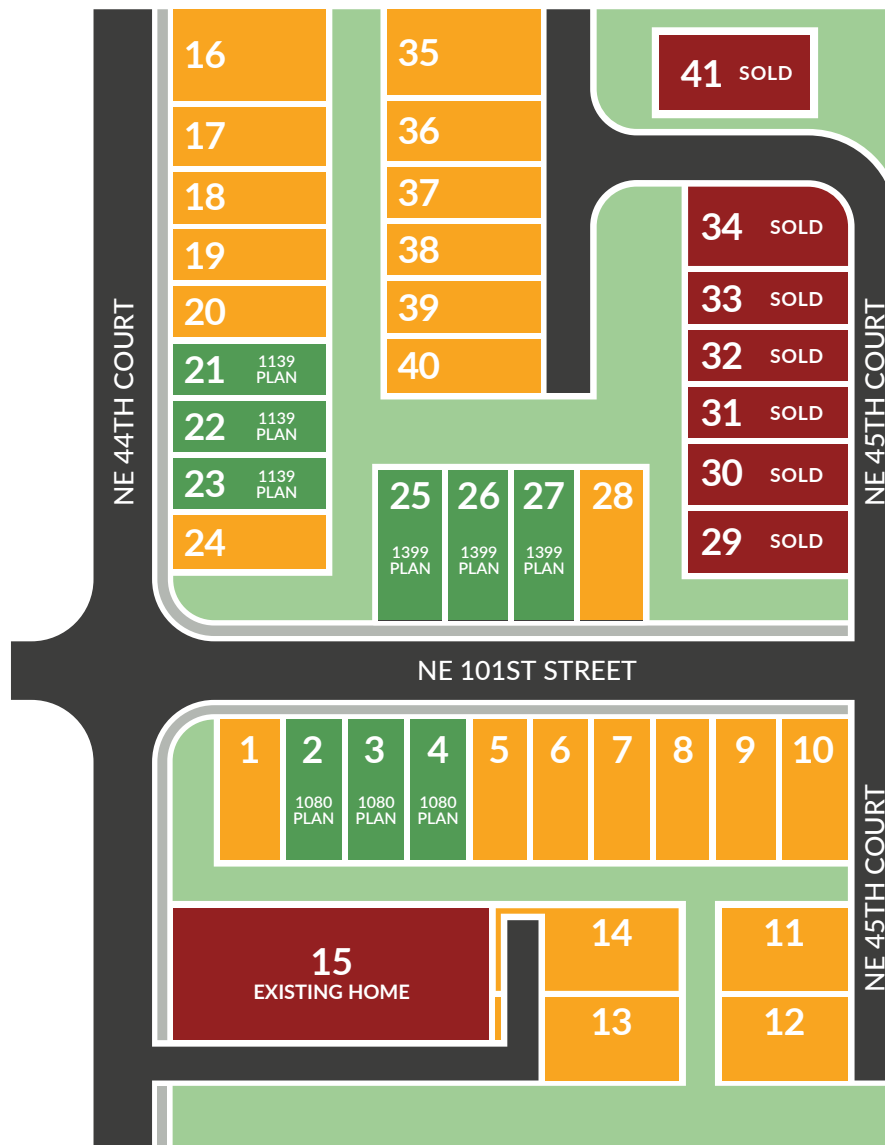 16
17
18
19
20
21 1139
PLAN
22 1139
PLAN
23 1139
PLAN
24
35
36
37
38
39
40
41 SOLD
34 SOLD
33 SOLD
32 SOLD
31 SOLD
30 SOLD
29 SOLD
NE 44TH COURT
NE 45TH COURT
25
1399
PLAN
26
1399
PLAN
27
1399
PLAN
28
NE 101ST STREET
1
2
1080
PLAN
3
1080
PLAN
4
1080
PLAN
5
6
7
8
9
10
NE 45TH COURT
15
EXISTING HOME
14
11
13
12